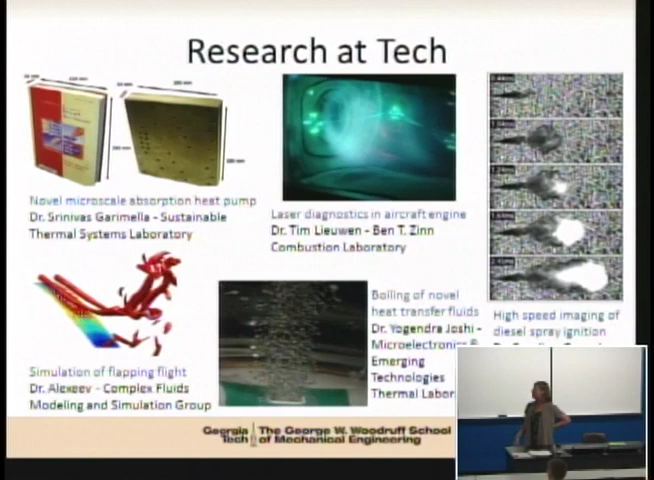 Research at Tech
Novel microscale absorption heat pump
Dr. Srinivas Garimella - Sustainable
Thermal Systems Laboratory
Laser diagnostics in aircraft engine
Dr. Tim Lieuwen - Ben T. Zinn
Combustion Laboratory
Simulation of flapping flight
Dr. Alexeev - Complex Fluids
Modeling and Simulation Group
Boiling of novel
heat transfer fluids
Dr. Yogendra Joshi -
Microelectronics &
Emerging
Technologies
Thermal Labor
High speed imaging of
diesel spray ignition
Georgia Tech
The George W. Woodruff School
of Mechanical Engineering